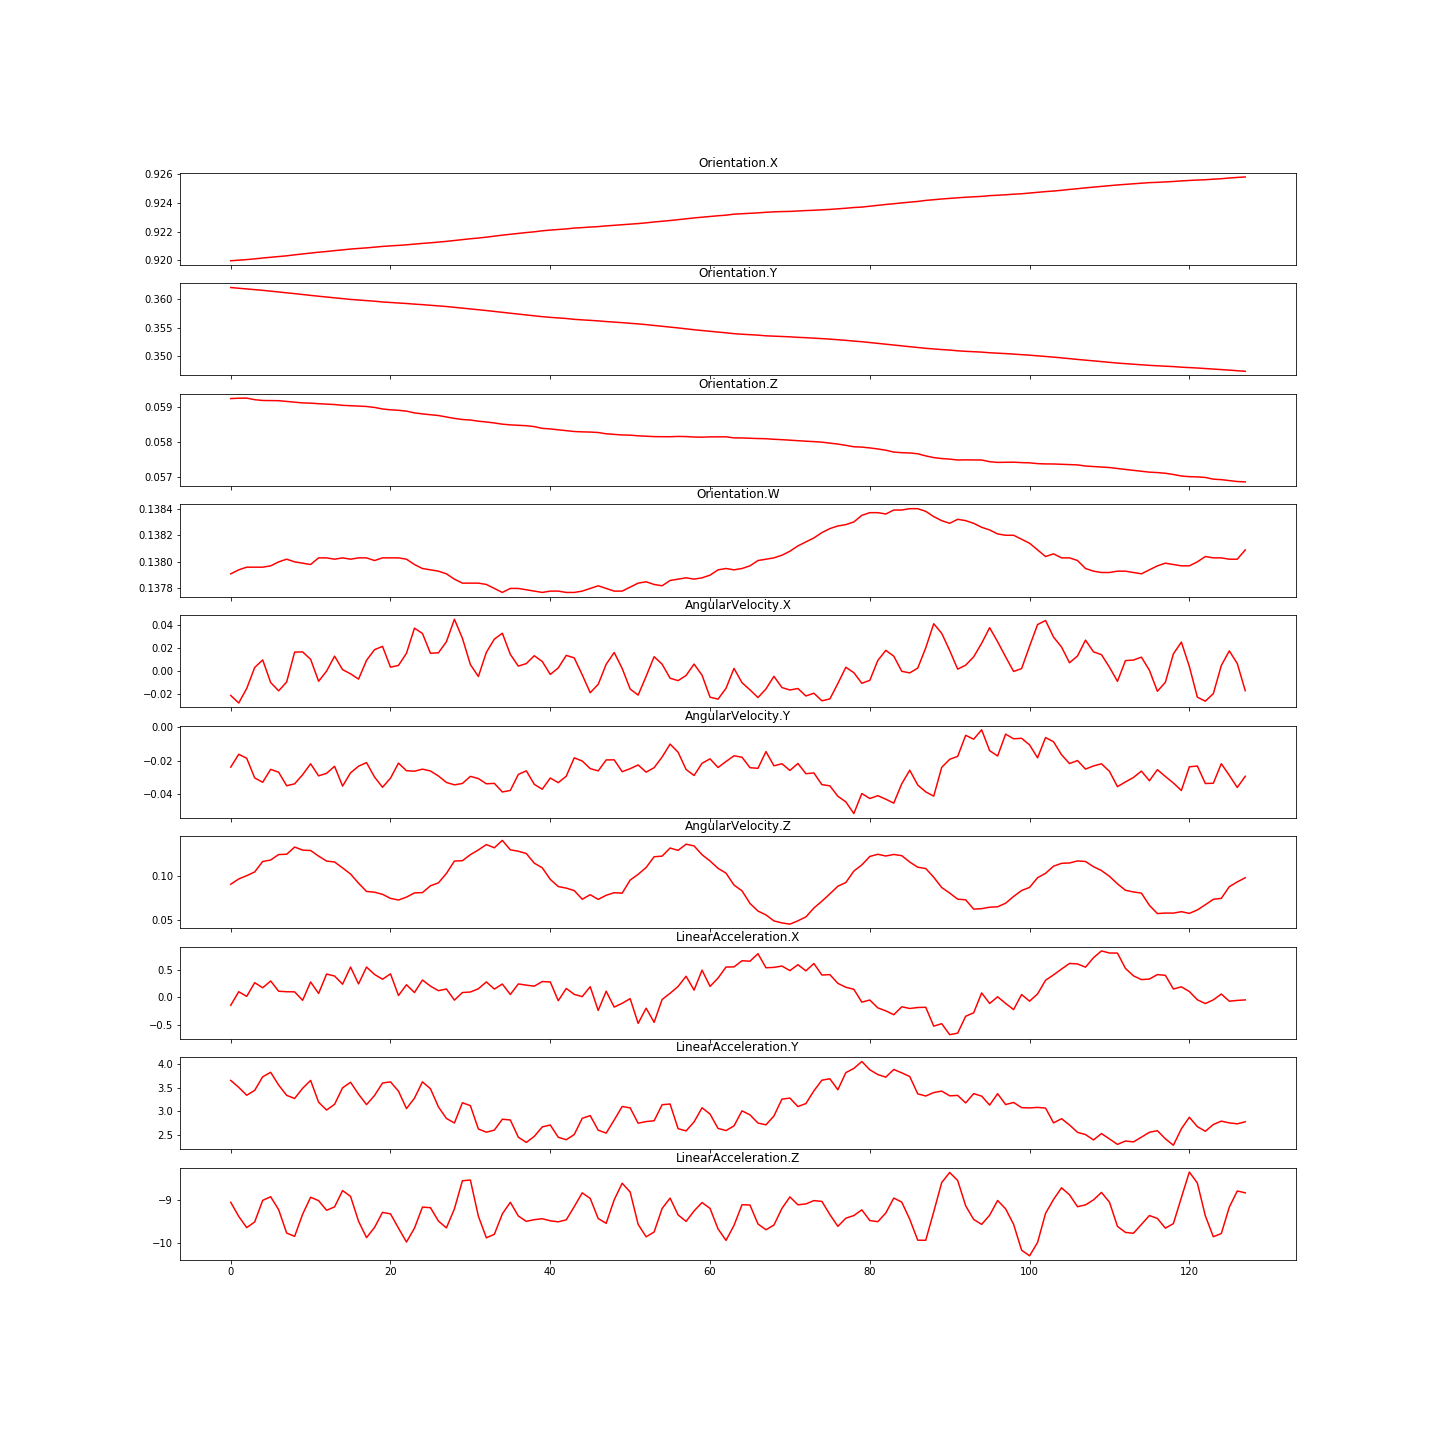 Orientation.X
0.926
0.924
0.922
0.920
Orientation.Y
0.360
0.355
0.350
Orientation.Z
0.059
0.058
0.057
Orientation.W
0.1384
0.1382
0.1380
0.1378
AngularVelocity.X
0.04
0.02
0.00
−0.02
AngularVelocity.Y
0.00
−0.02
−0.04
AngularVelocity.Z
0.10
0.05
LinearAcceleration.X
0.5
0.0
−0.5
LinearAcceleration.Y
4.0
3.5
3.0
2.5
LinearAcceleration.Z
−9
−10
0 20 40 60 80 100 120